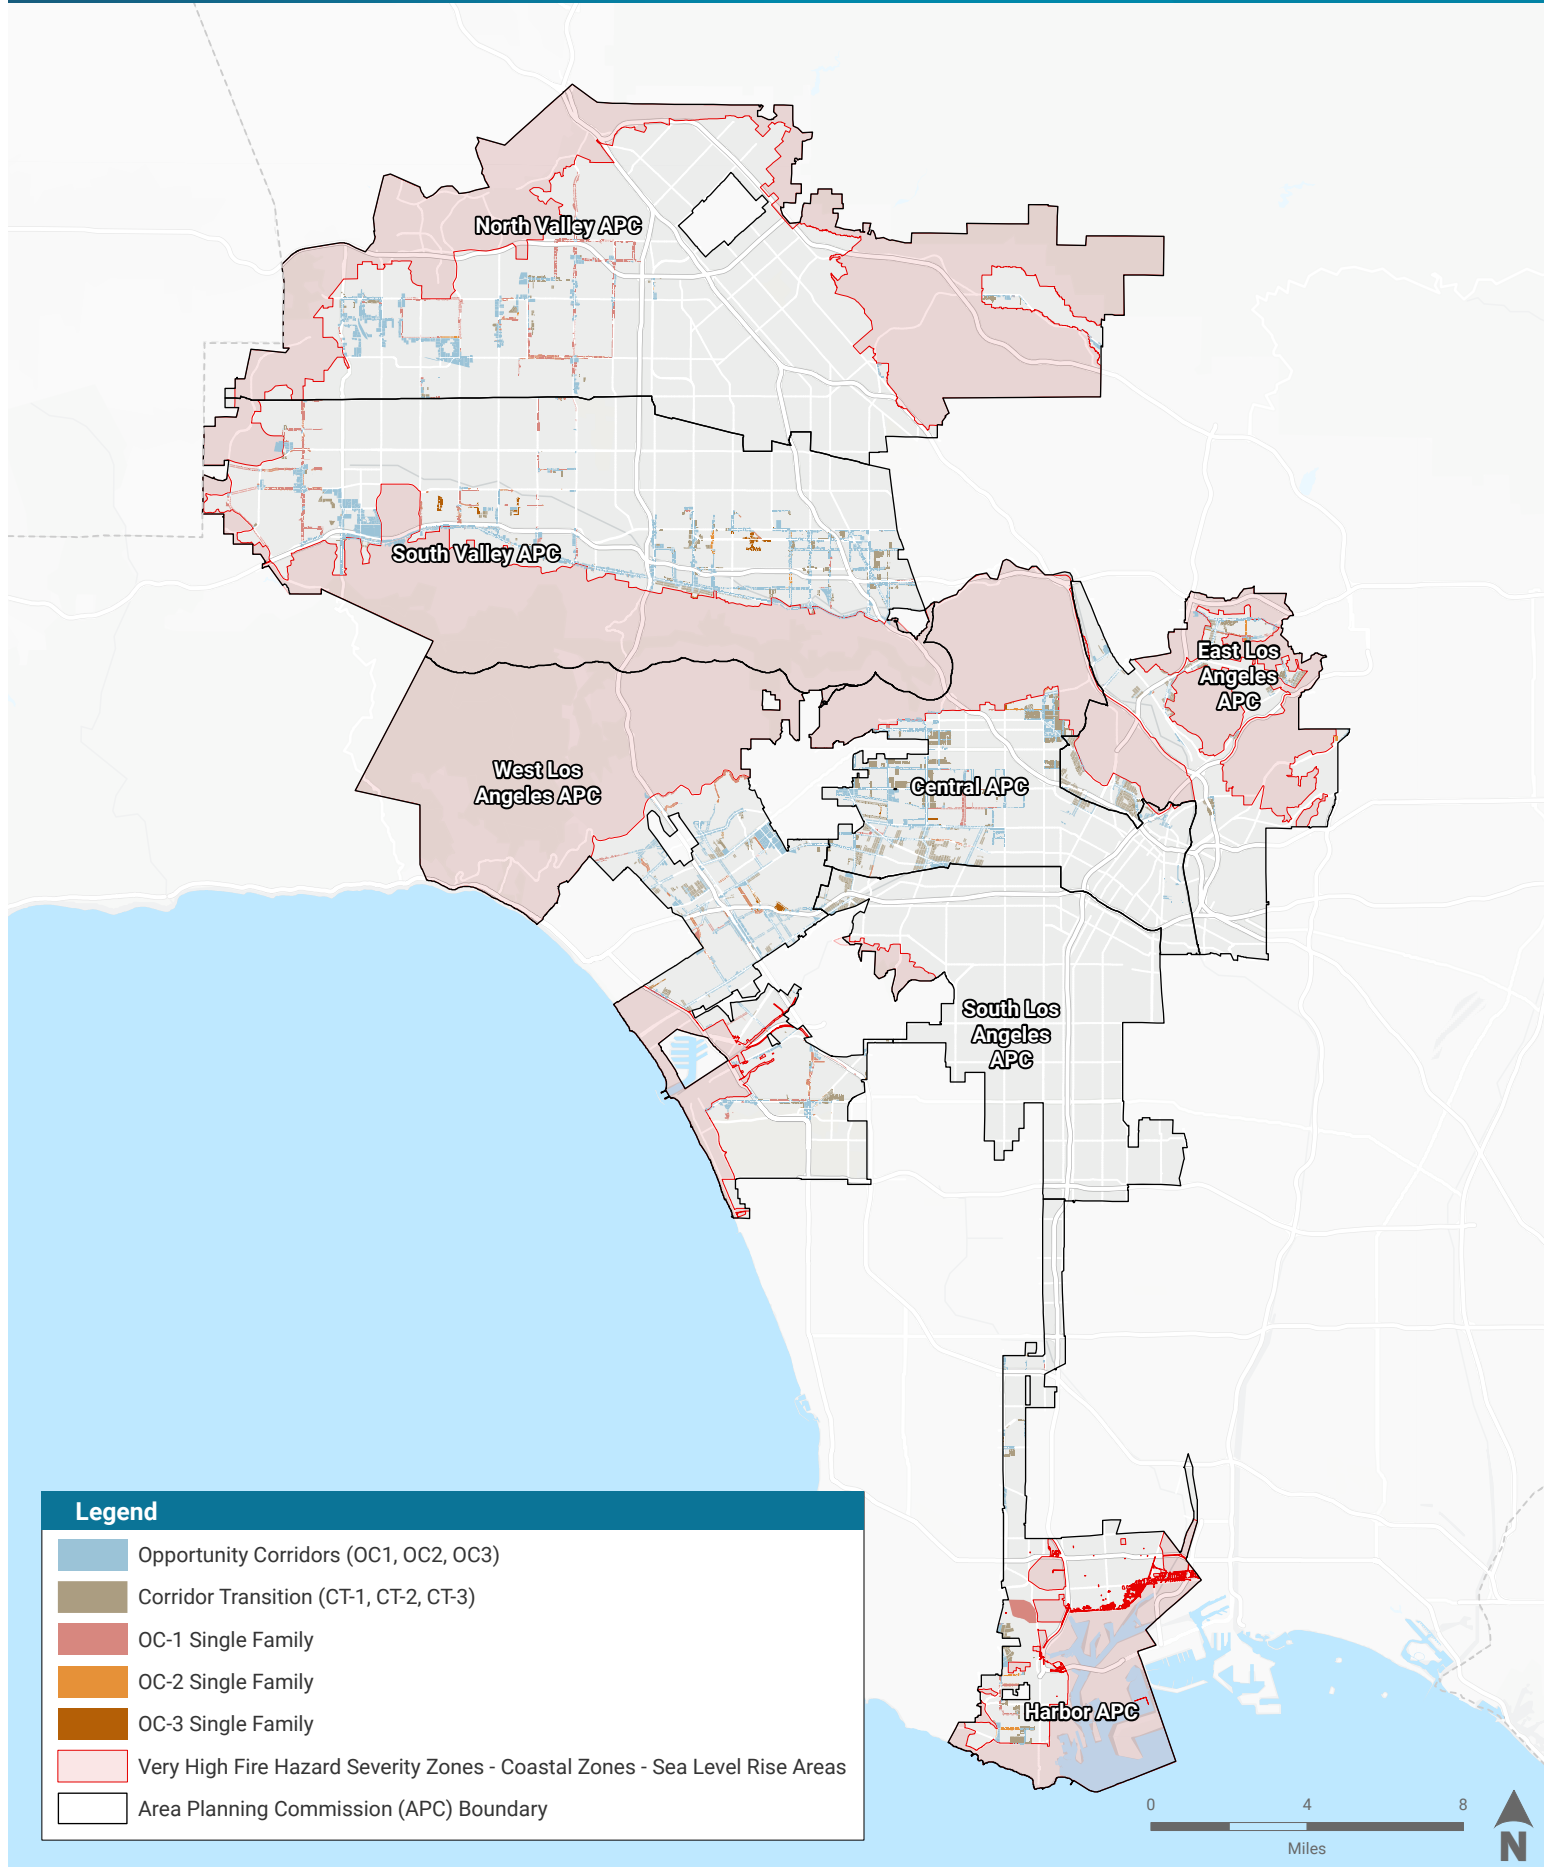 North Valley APC
South Valley APC
East Los
Angeles
APC
West Los
Angeles APC
Central APC
South Los
Angeles
APC
Harbor APC
Legend
Opportunity Corridors (OC1, OC2, OC3)
Corridor Transition (CT-1, CT-2, CT-3)
OC-1 Single Family
OC-2 Single Family
OC-3 Single Family
Very High Fire Hazard Severity Zones - Coastal Zones - Sea Level Rise Areas
Area Planning Commission (APC) Boundary
0 4 8
Miles
N